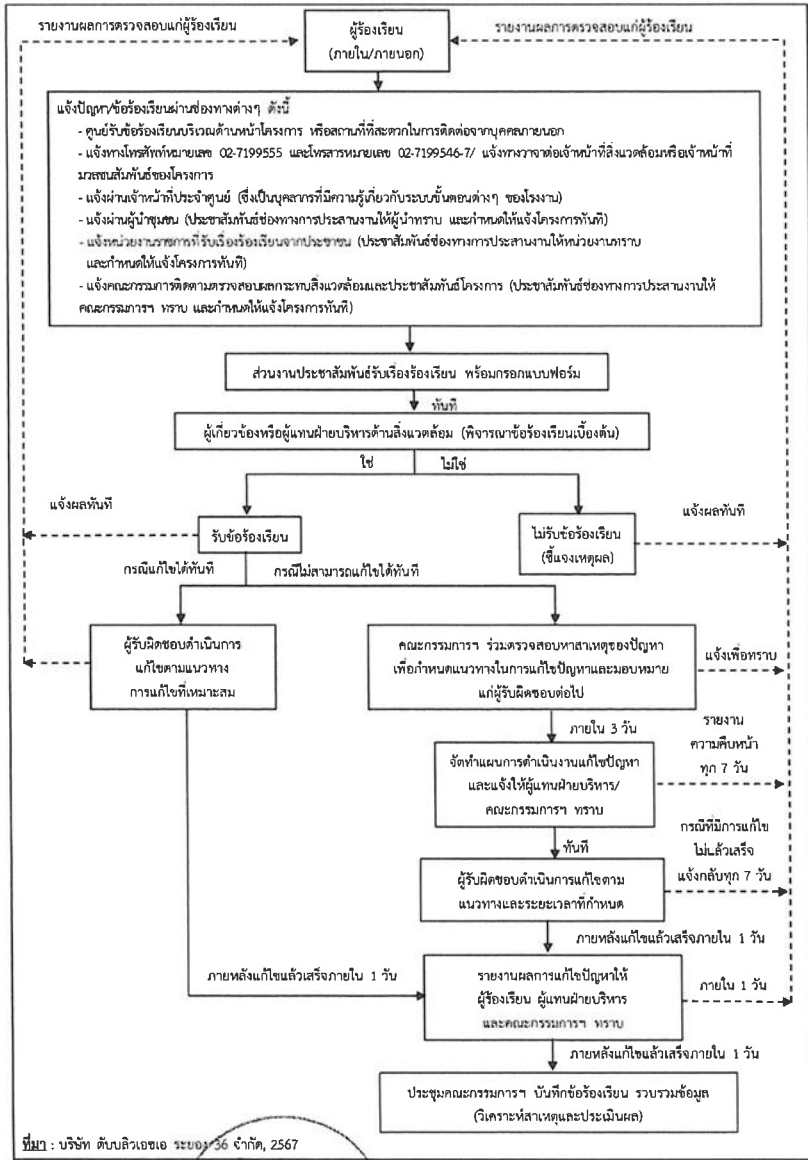 รายงานผลการตรวจสอบแก่ผู้ร้องเรียน
ผู้ร้องเรียน
(ภายใน/ภายนอก)
รายงานผลการตรวจสอบแก่ผู้ร้องเรียน
แจ้งปัญหา/ข้อร้องเรียนผ่านช่องทางต่างๆ ดังนี้
- ศูนย์รับข้อร้องเรียนบริเวณด้านหน้าโครงการ หรือสถานที่ที่สะดวกในการติดต่อจากบุคคลภายนอก
- แจ้งทางโทรศัพท์หมายเลข 02-7199555 และโทรสารหมายเลข 02-7199546-7/ แจ้งทางวาจาต่อเจ้าหน้าที่สิ่งแวดล้อมหรือเจ้าหน้าที่
มวลชนสัมพันธ์ของโครงการ
- แจ้งผ่านเจ้าหน้าที่ประจำศูนย์ (ซึ่งเป็นบุคลากรที่มีความรู้เกี่ยวกับระบบขั้นตอนต่างๆ ของโรงงาน)
- แจ้งผ่านผู้นำชุมชน (ประชาสัมพันธ์ช่องทางการประสานงานให้ผู้นำทราบ และกำหนดให้แจ้งโครงการทันที)
- แจ้งหน่วยงานราชการที่รับเรื่องร้องเรียนจากประชาชน (ประชาสัมพันธ์ช่องทางการประสานงานให้หน่วยงานทราบ
และกำหนดให้แจ้งโครงการทันที)
- แจ้งคณะกรรมการติดตามตรวจสอบผลกระทบสิ่งแวดล้อมและประชาสัมพันธ์โครงการ (ประชาสัมพันธ์ช่องทางการประสานงานให้
คณะกรรมการฯ ทราบ และกำหนดให้แจ้งโครงการทันที)
ส่วนงานประชาสัมพันธ์รับเรื่องร้องเรียน พร้อมกรอกแบบฟอร์ม
ทันที
ผู้เกี่ยวข้องหรือผู้แทนฝ่ายบริหารด้านสิ่งแวดล้อม (พิจารณาข้อร้องเรียนเบื้องต้น)
ใช่
ไม่ใช่
แจ้งผลทันที
รับข้อร้องเรียน
ไม่รับข้อร้องเรียน
(ชี้แจงเหตุผล)
แจ้งผลทันที
กรณีแก้ไขได้ทันที
กรณีไม่สามารถแก้ไขได้ทันที
ผู้รับผิดชอบดำเนินการ
แก้ไขตามแนวทาง
การแก้ไขที่เหมาะสม
คณะกรรมการฯ ร่วมตรวจสอบหาสาเหตุของปัญหา
เพื่อกำหนดแนวทางในการแก้ไขปัญหาและมอบหมาย
แก่ผู้รับผิดชอบต่อไป
แจ้งเพื่อทราบ
ภายใน 3 วัน
รายงาน
ความคืบหน้า
ทุก 7 วัน
จัดทำแผนการดำเนินงานแก้ไขปัญหา
และแจ้งให้ผู้แทนฝ่ายบริหาร/
คณะกรรมการฯ ทราบ
ทันที
กรณีที่มีการแก้ไข
ไม่แล้วเสร็จ
แจ้งกลับทุก 7 วัน
ผู้รับผิดชอบดำเนินการแก้ไขตาม
แนวทางและระยะเวลาที่กำหนด
ภายหลังแก้ไขแล้วเสร็จภายใน 1 วัน
ภายหลังแก้ไขแล้วเสร็จภายใน 1 วัน
รายงานผลการแก้ไขปัญหาให้
ผู้ร้องเรียน ผู้แทนฝ่ายบริหาร
และคณะกรรมการฯ ทราบ
ภายใน 1 วัน
ภายหลังแก้ไขแล้วเสร็จภายใน 1 วัน
ประชุมคณะกรรมการฯ บันทึกข้อร้องเรียน รวบรวมข้อมูล
(วิเคราะห์สาเหตุและประเมินผล)
ที่มา : บริษัท ดับบลิวเอชเอ ระยอง 36 จำกัด, 2567